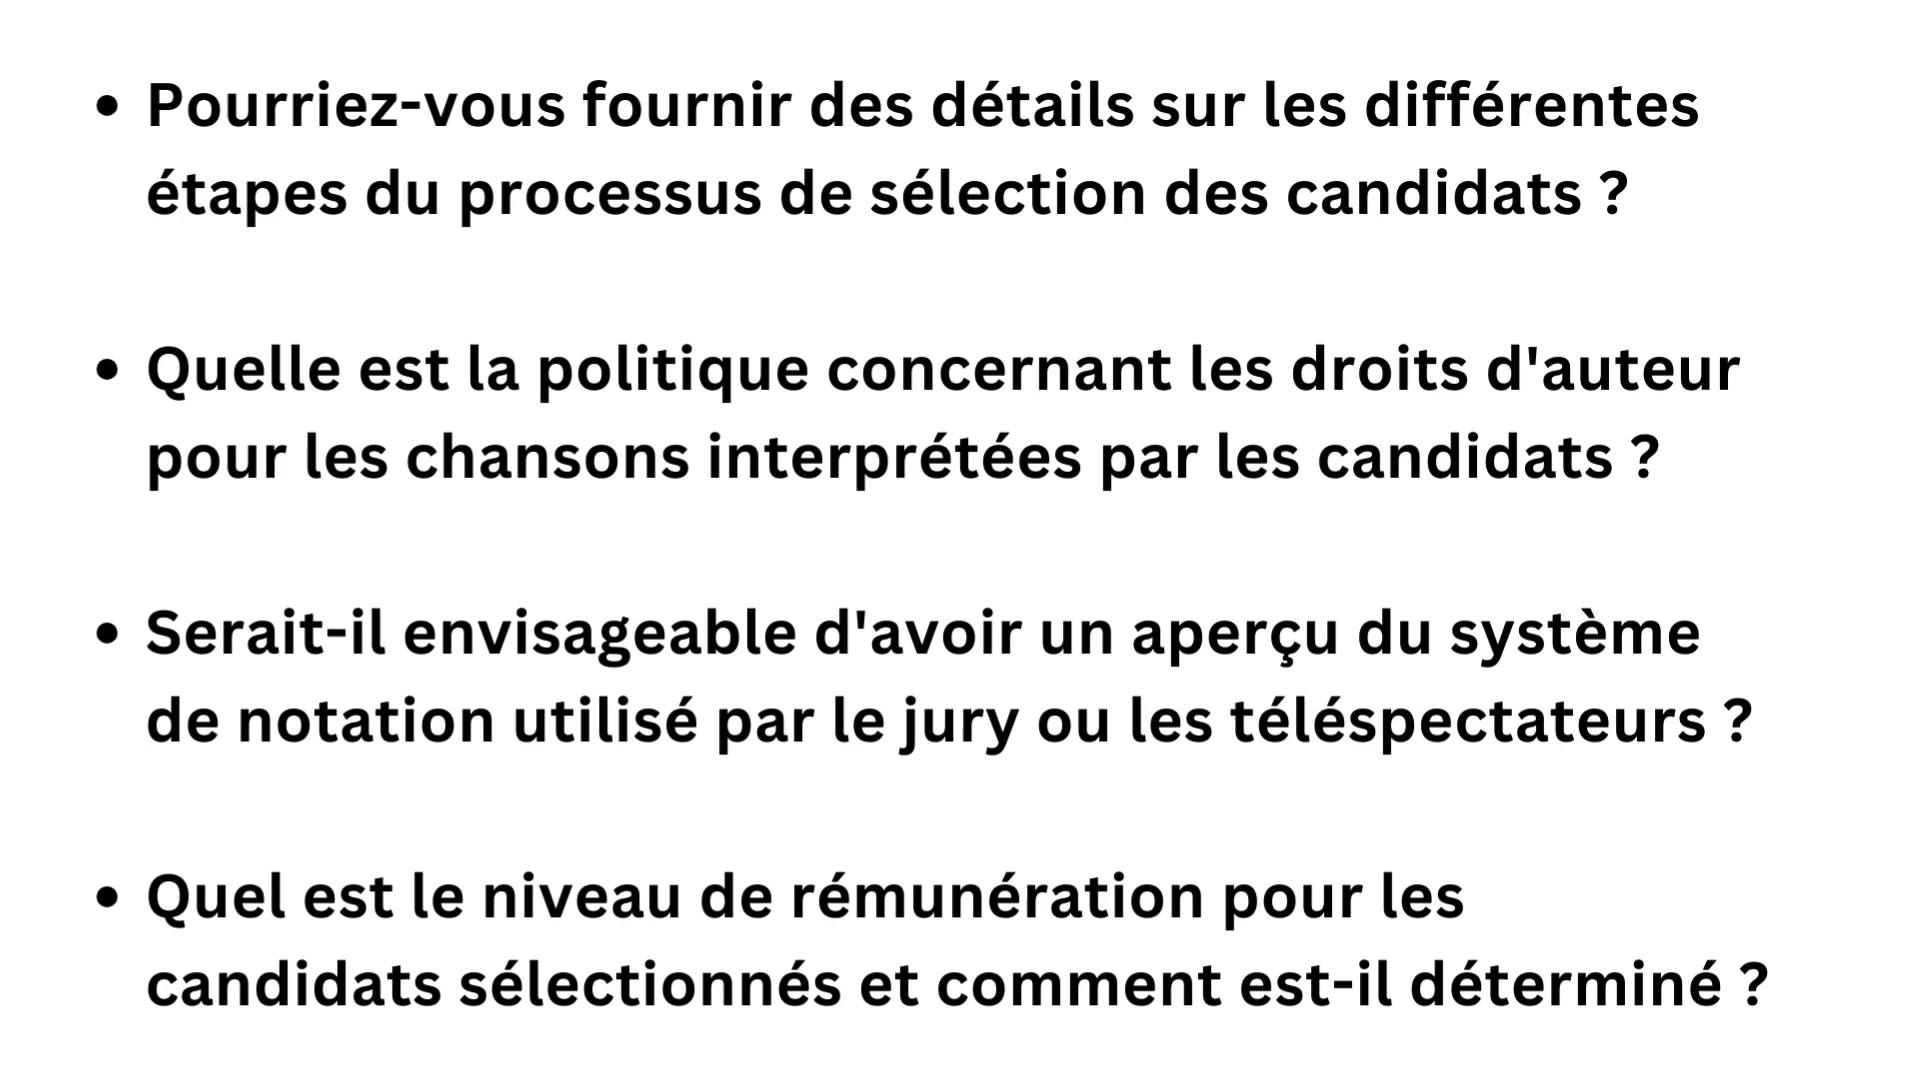 • Pourriez-vous fournir des détails sur les différentes
étapes du processus de sélection des candidats ?
• Quelle est la politique concernant les droits d'auteur
pour les chansons interprétées par les candidats ?
• Serait-il envisageable d'avoir un aperçu du système
de notation utilisé par le jury ou les téléspectateurs ?
• Quel est le niveau de rémunération pour les
candidats sélectionnés et comment est-il déterminé ?